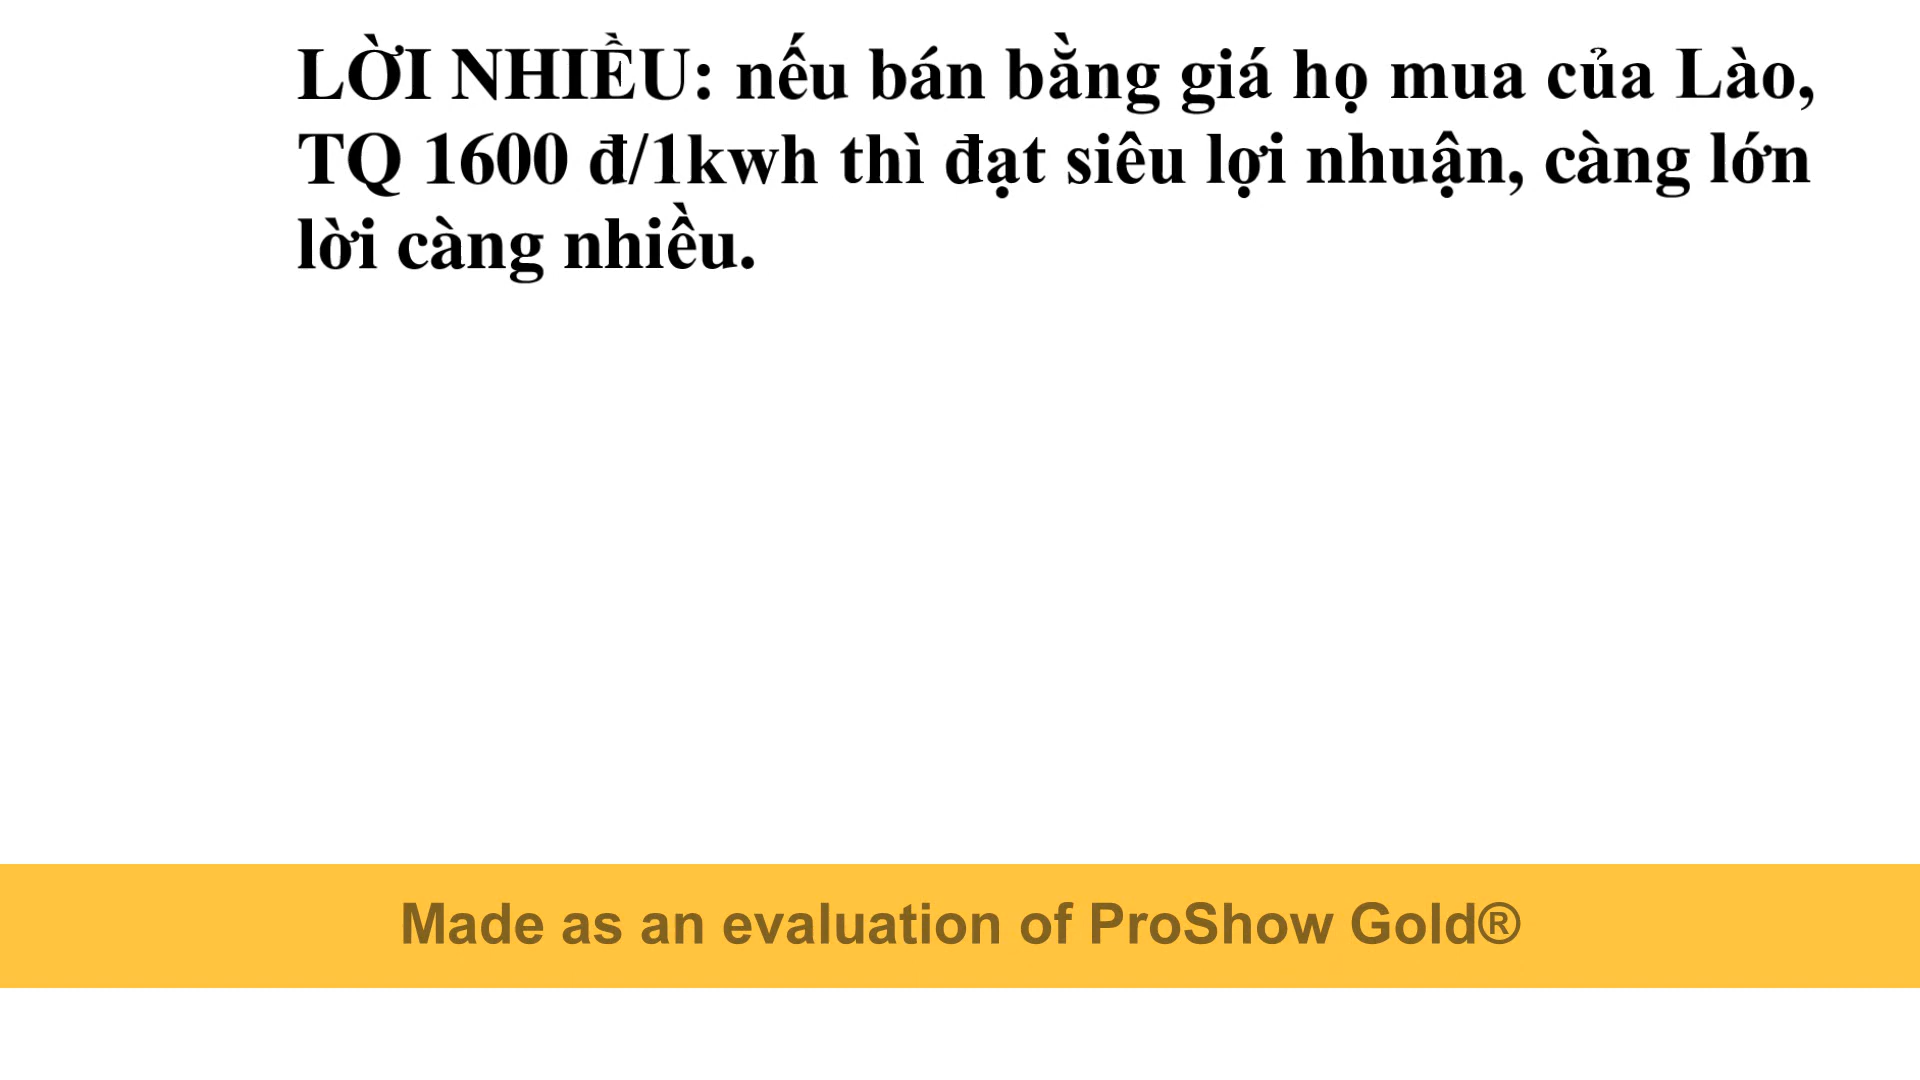 LỜI NHIỀU: nếu bán bằng giá họ mua của Lào,
TQ 1600 đ/1kwh thì đạt siêu lợi nhuận, càng lớn
lời càng nhiều.
Made as an evaluation of ProShow Gold®